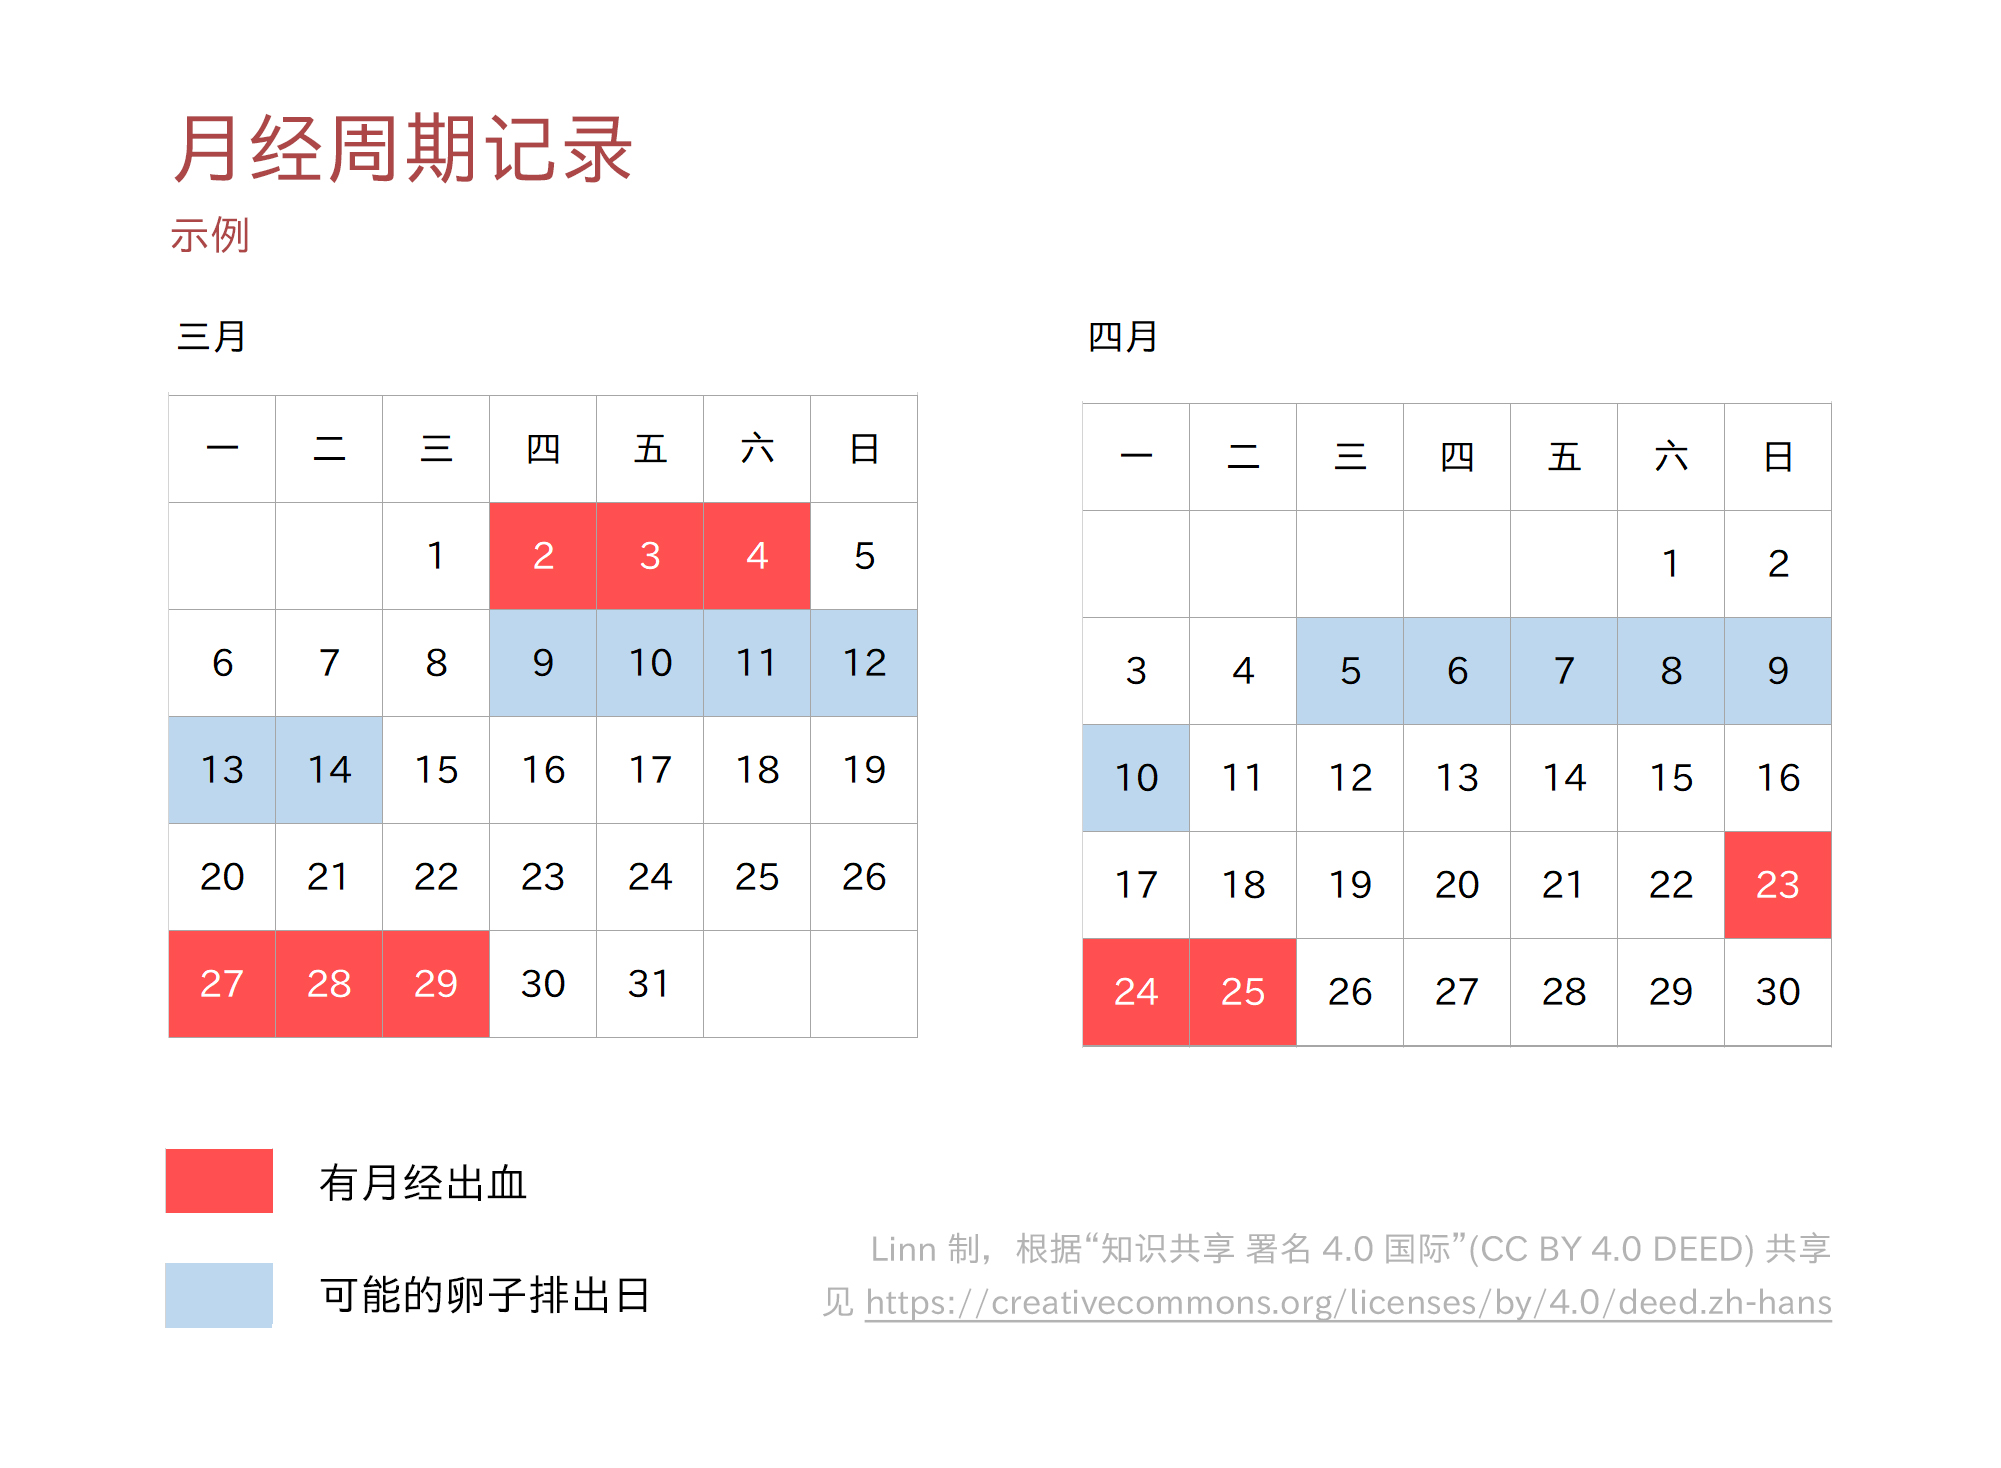 月经周期记录
示例
三月
一 二 三 四 五 六 日
1 2 3 4 5
6 7 8 9 10 11 12
13 14 15 16 17 18 19
20 21 22 23 24 25 26
27 28 29 30 31
四月
一 二 三 四 五 六 日
1 2
3 4 5 6 7 8 9
10 11 12 13 14 15 16
17 18 19 20 21 22 23
24 25 26 27 28 29 30
有月经出血
可能的卵子排出日
Linn 制，根据“知识共享 署名 4.0 国际”(CC BY 4.0 DEED) 共享
见 https://creativecommons.org/licenses/by/4.0/deed.zh-hans